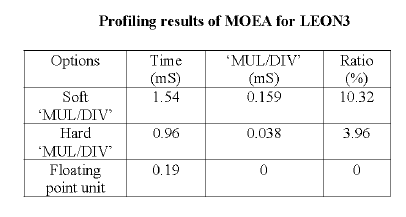 Profiling results of MOEA for LEON3
Options Time ‘MUL/DIV’ Ratio
(mS) (mS) (%)
Soft 1.54 0.159 10.32
‘MUL/DIV’
Hard 0.96 0.038 3.96
‘MUL/DIV’
Floating 0.19 0 0
point unit